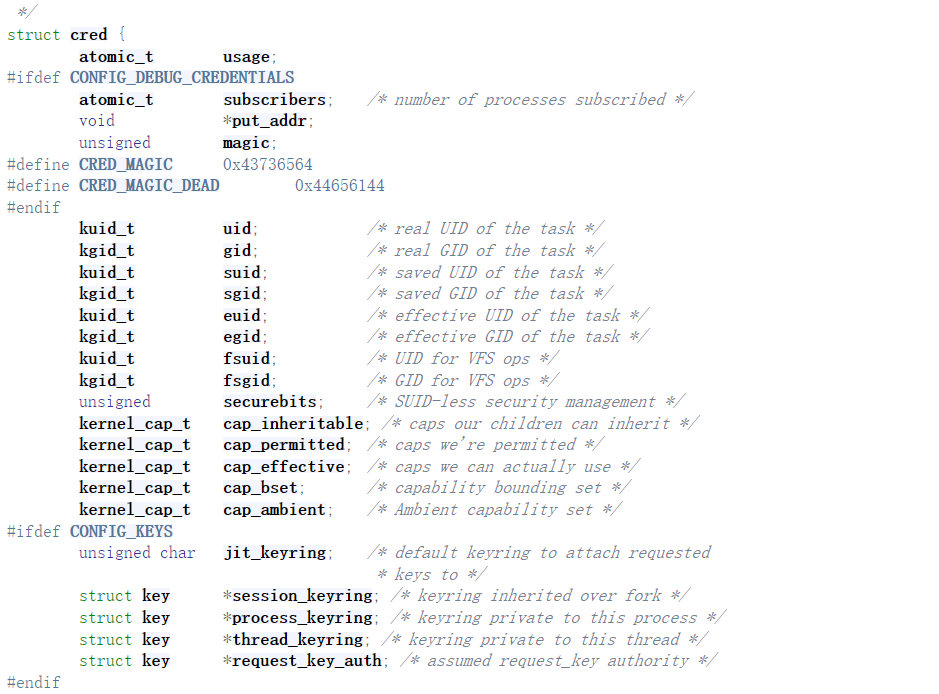 */
struct cred {
atomic_t usage;
#ifdef CONFIG_DEBUG_CREDENTIALS
atomic_t subscribers; /* number of processes subscribed */
void *put_addr;
unsigned magic;
#define CRED_MAGIC 0x43736564
#define CRED_MAGIC_DEAD 0x44656144
#endif
kuid_t uid; /* real UID of the task */
kgid_t gid; /* real GID of the task */
kuid_t suid; /* saved UID of the task */
kgid_t sgid; /* saved GID of the task */
kuid_t euid; /* effective UID of the task */
kgid_t egid; /* effective GID of the task */
kuid_t fsuid; /* UID for VFS ops */
kgid_t fsgid; /* GID for VFS ops */
unsigned securebits; /* SUID-less security management */
kernel_cap_t cap_inheritable; /* caps our children can inherit */
kernel_cap_t cap_permitted; /* caps we're permitted */
kernel_cap_t cap_effective; /* caps we can actually use */
kernel_cap_t cap_bset; /* capability bounding set */
kernel_cap_t cap_ambient; /* Ambient capability set */
#ifdef CONFIG_KEYS
unsigned char jit_keyring; /* default keyring to attach requested
* keys to */
struct key *session_keyring; /* keyring inherited over fork */
struct key *process_keyring; /* keyring private to this process */
struct key *thread_keyring; /* keyring private to this thread */
struct key *request_key_auth; /* assumed request_key authority */
#endif